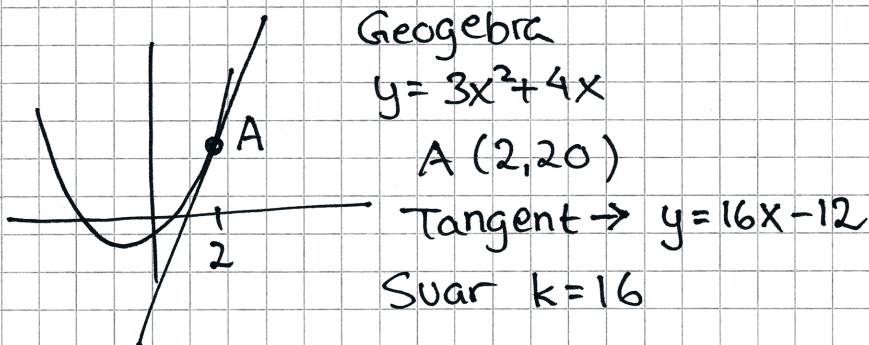 Geogebra
y = 3x² + 4x
A
A (2,20)
Tangent → y = 16x - 12
2
Svar k = 16